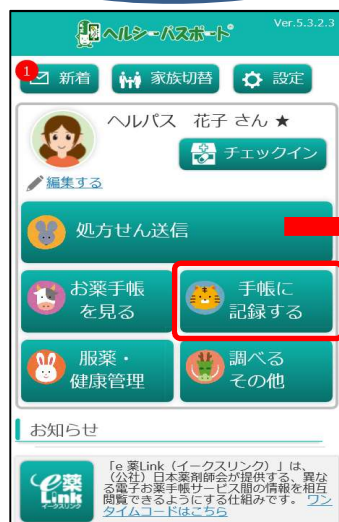 ヘルシーパスポート®
Ver.5.3.2.3
1
新着
家族切替
設定
ヘルパス 花子 さん ★
チェックイン
編集する
処方せん送信
お薬手帳
を見る
手帳に
記録する
服薬・
健康管理
調べる
その他
お知らせ
e薬
Link
イークスリンク
「e 薬Link（イークスリンク）」は、
（公社）日本薬剤師会が提供する、異な
る電子お薬手帳サービス間の情報を相互
閲覧できるようにする仕組みです。 ワン
タイムコードはこちら